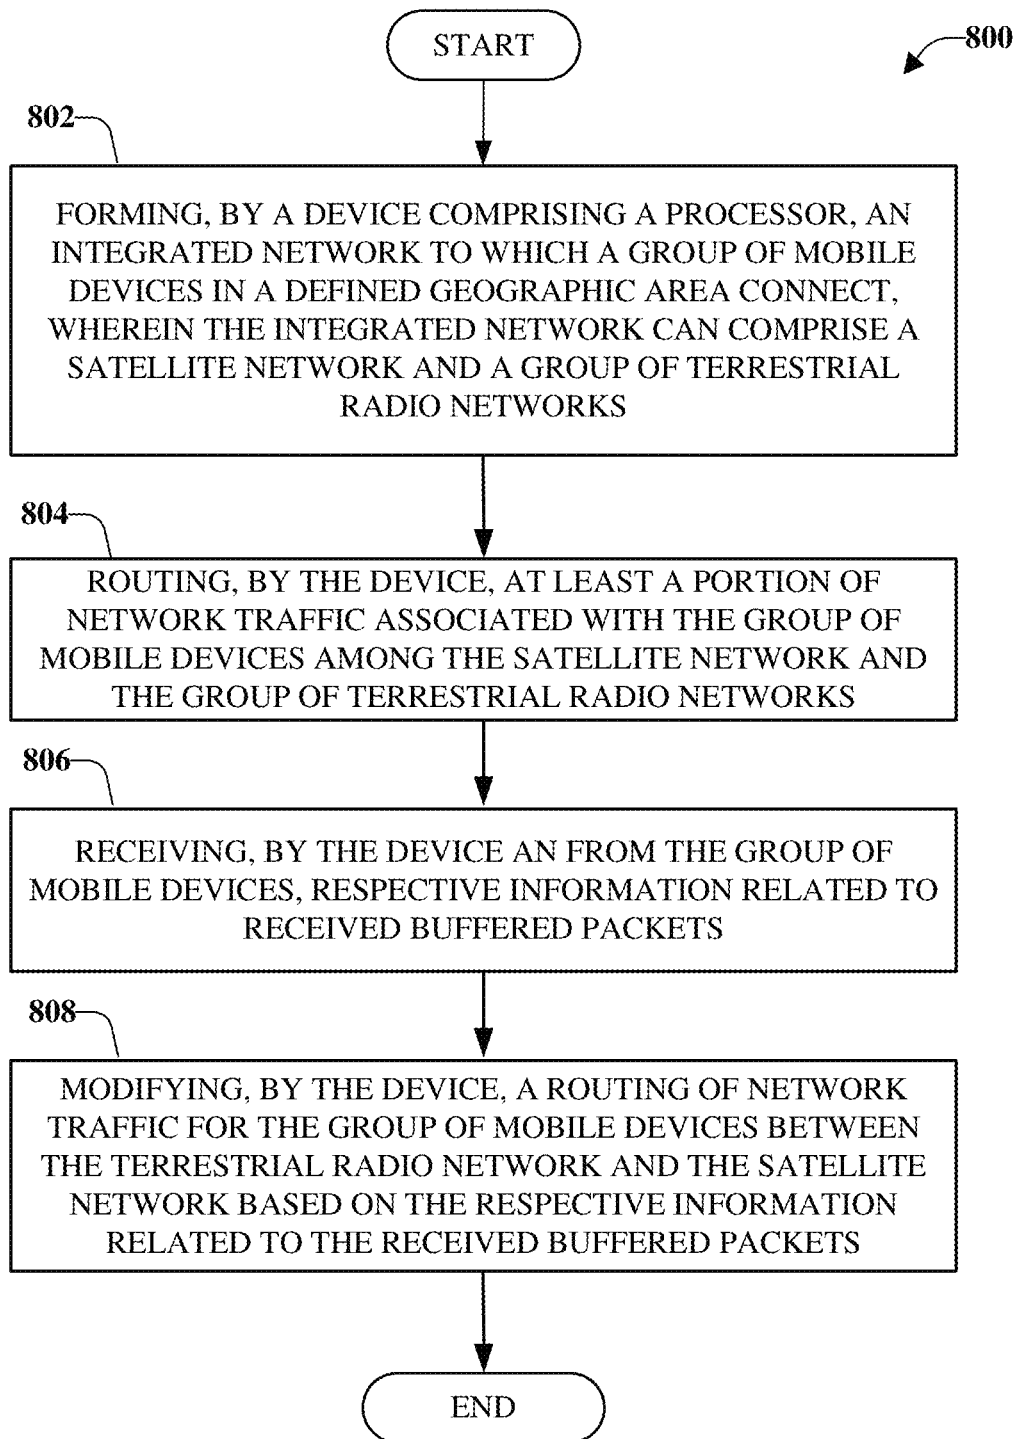 START
800
802
FORMING, BY A DEVICE COMPRISING A PROCESSOR, AN
INTEGRATED NETWORK TO WHICH A GROUP OF MOBILE
DEVICES IN A DEFINED GEOGRAPHIC AREA CONNECT,
WHEREIN THE INTEGRATED NETWORK CAN COMPRISE A
SATELLITE NETWORK AND A GROUP OF TERRESTRIAL
RADIO NETWORKS
804
ROUTING, BY THE DEVICE, AT LEAST A PORTION OF
NETWORK TRAFFIC ASSOCIATED WITH THE GROUP OF
MOBILE DEVICES AMONG THE SATELLITE NETWORK AND
THE GROUP OF TERRESTRIAL RADIO NETWORKS
806
RECEIVING, BY THE DEVICE AN FROM THE GROUP OF
MOBILE DEVICES, RESPECTIVE INFORMATION RELATED TO
RECEIVED BUFFERED PACKETS
808
MODIFYING, BY THE DEVICE, A ROUTING OF NETWORK
TRAFFIC FOR THE GROUP OF MOBILE DEVICES BETWEEN
THE TERRESTRIAL RADIO NETWORK AND THE SATELLITE
NETWORK BASED ON THE RESPECTIVE INFORMATION
RELATED TO THE RECEIVED BUFFERED PACKETS
END